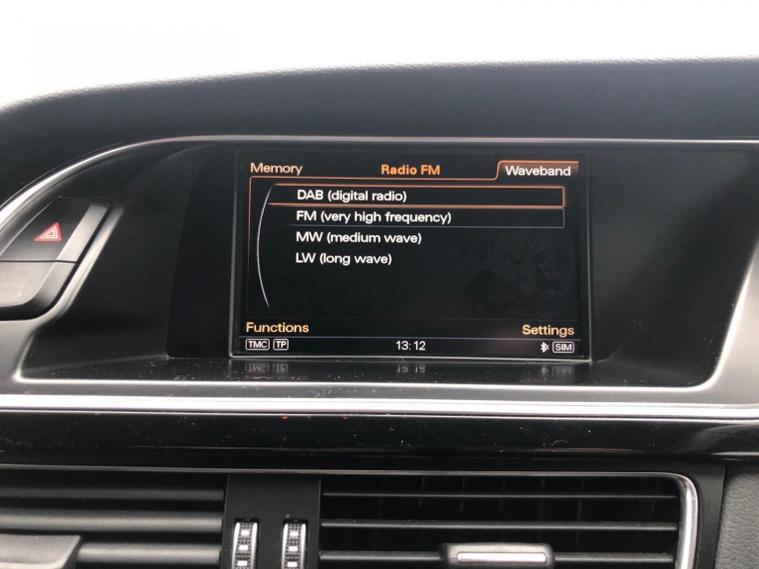 Memory Radio FM Waveband
DAB (digital radio)
FM (very high frequency)
MW (medium wave)
LW (long wave)
Functions Settings
TMC TP 13:12 SIM